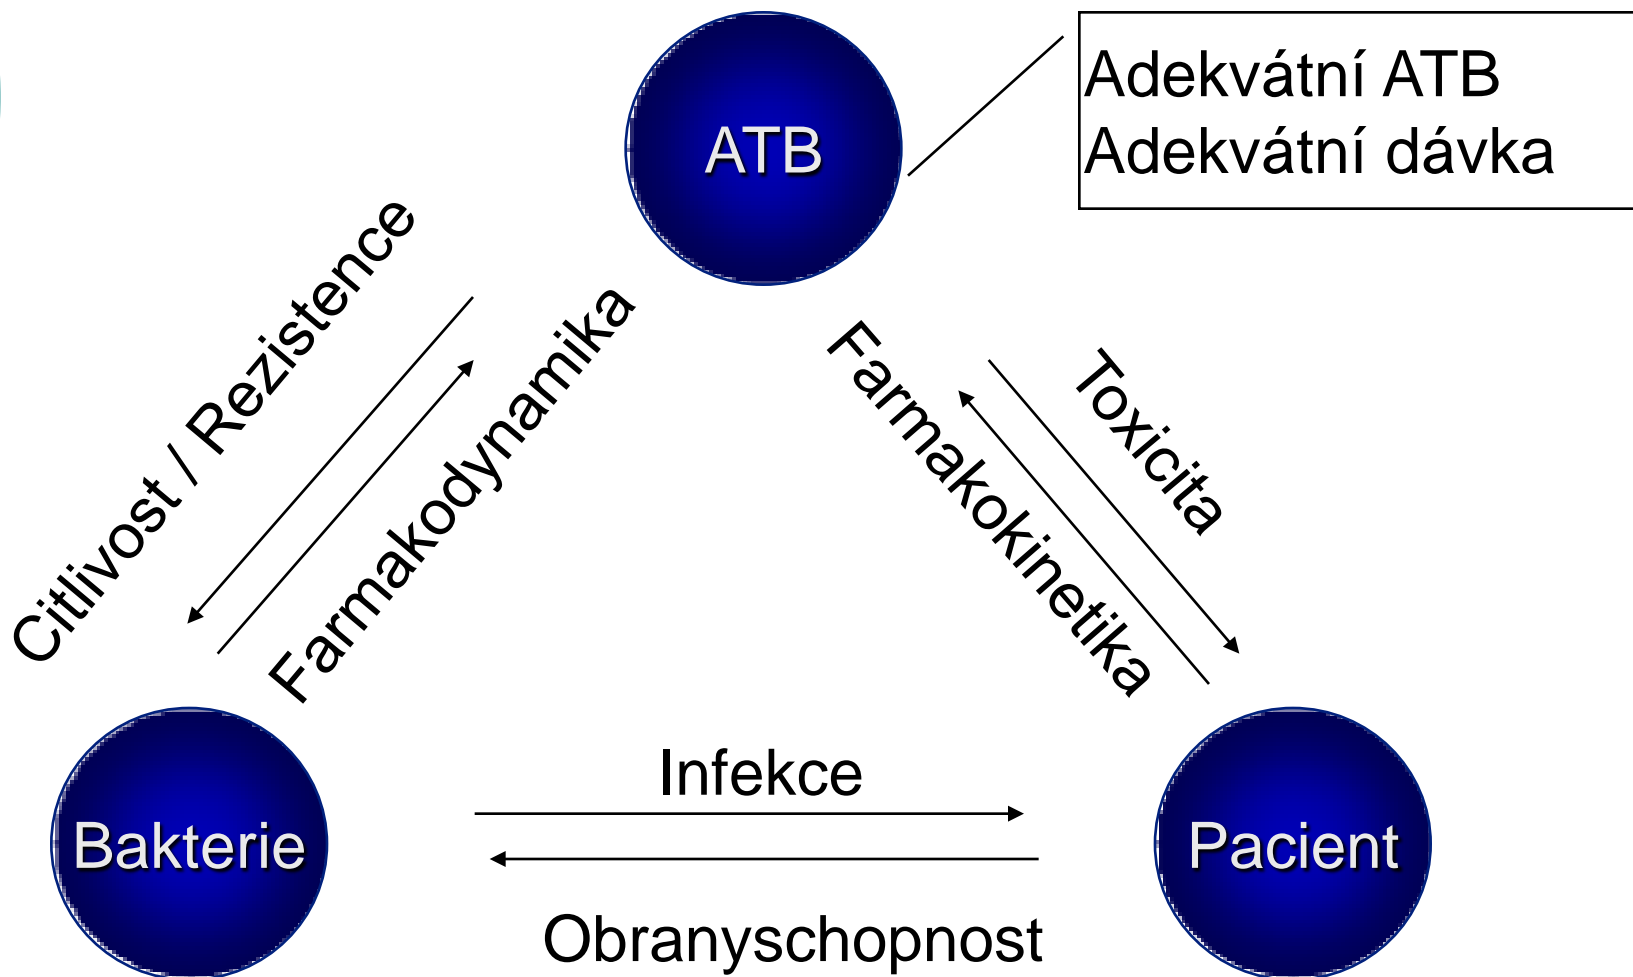 Adekvátní ATB
Adekvátní dávka
ATB
Citlivost / Rezistence
Farmakodynamika
Farmakokinetika
Toxicita
Infekce
Bakterie
Pacient
Obranyschopnost